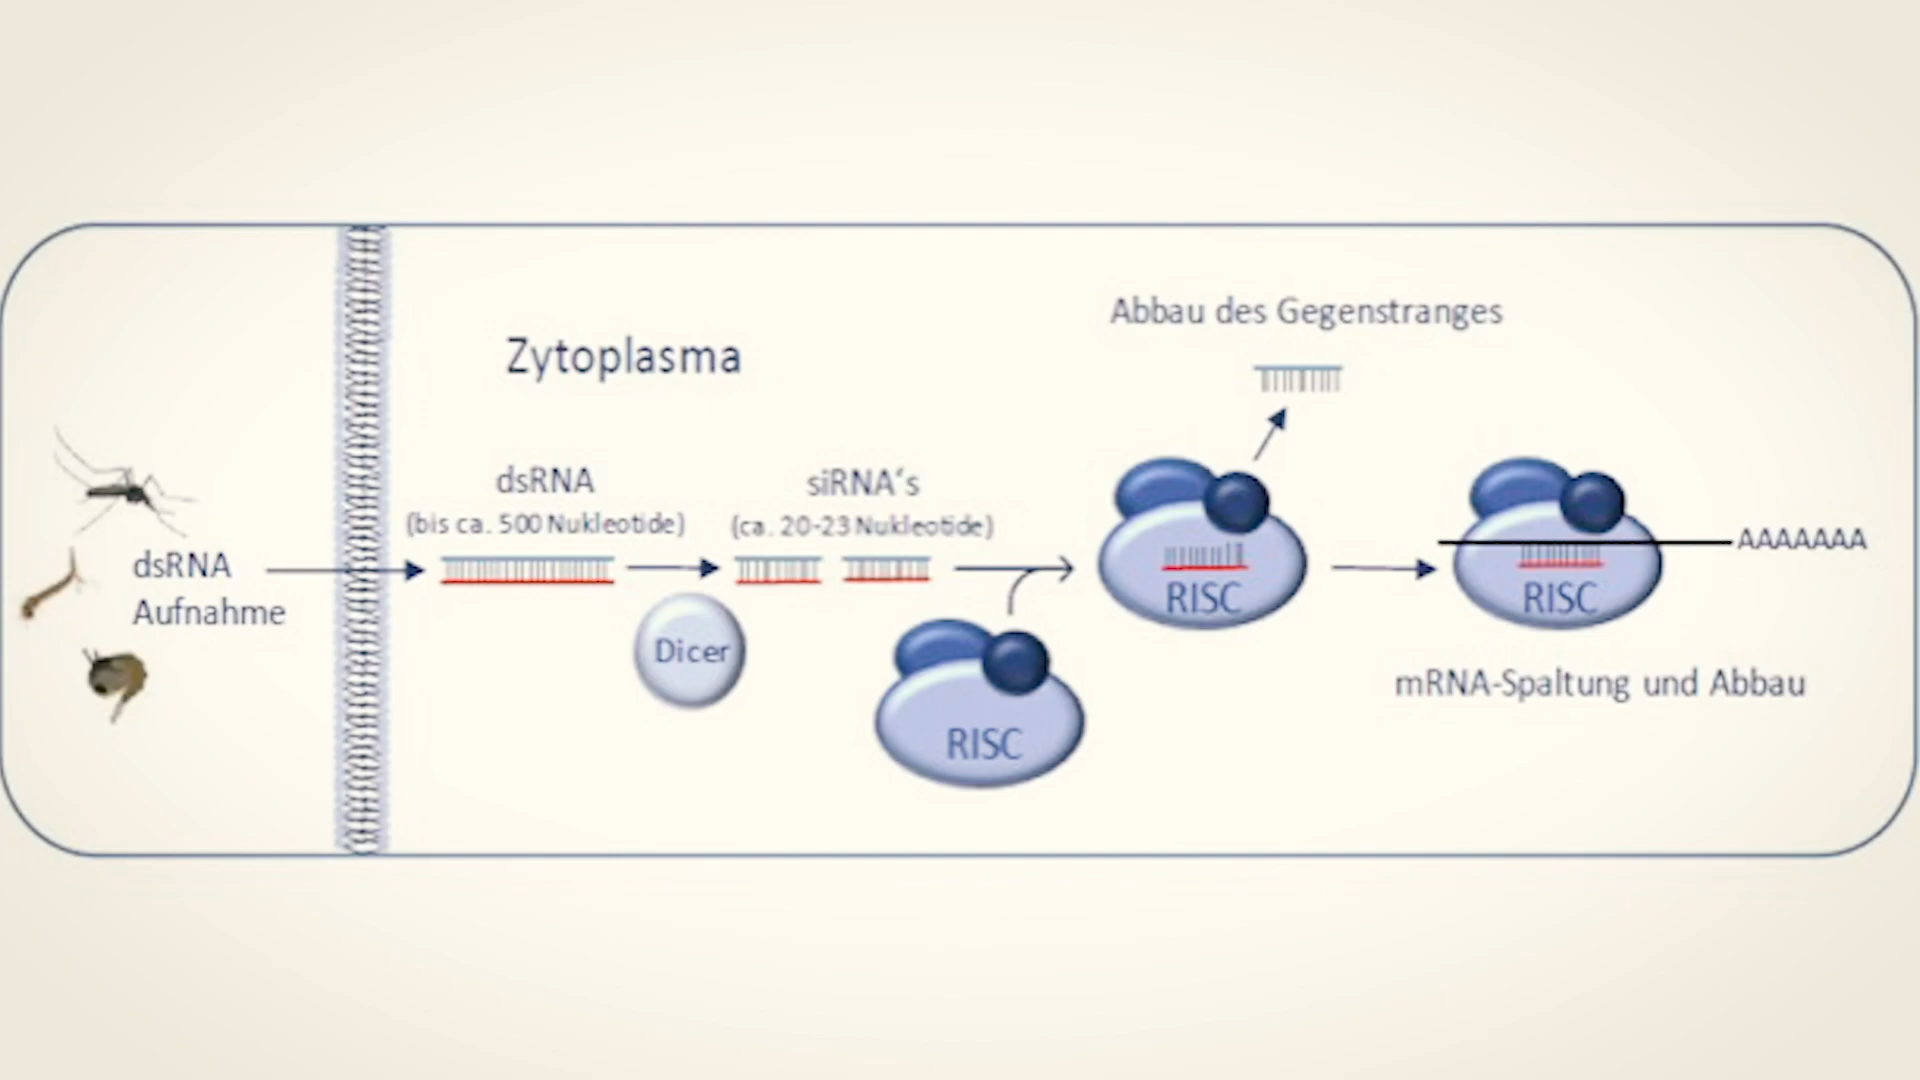 Abbau des Gegenstranges
Zytoplasma
dsRNA
(bis ca. 500 Nukleotide)
siRNA‘s
(ca. 20-23 Nukleotide)
dsRNA
Aufnahme
Dicer
RISC
RISC
RISC
AAAAAAA
mRNA-Spaltung und Abbau